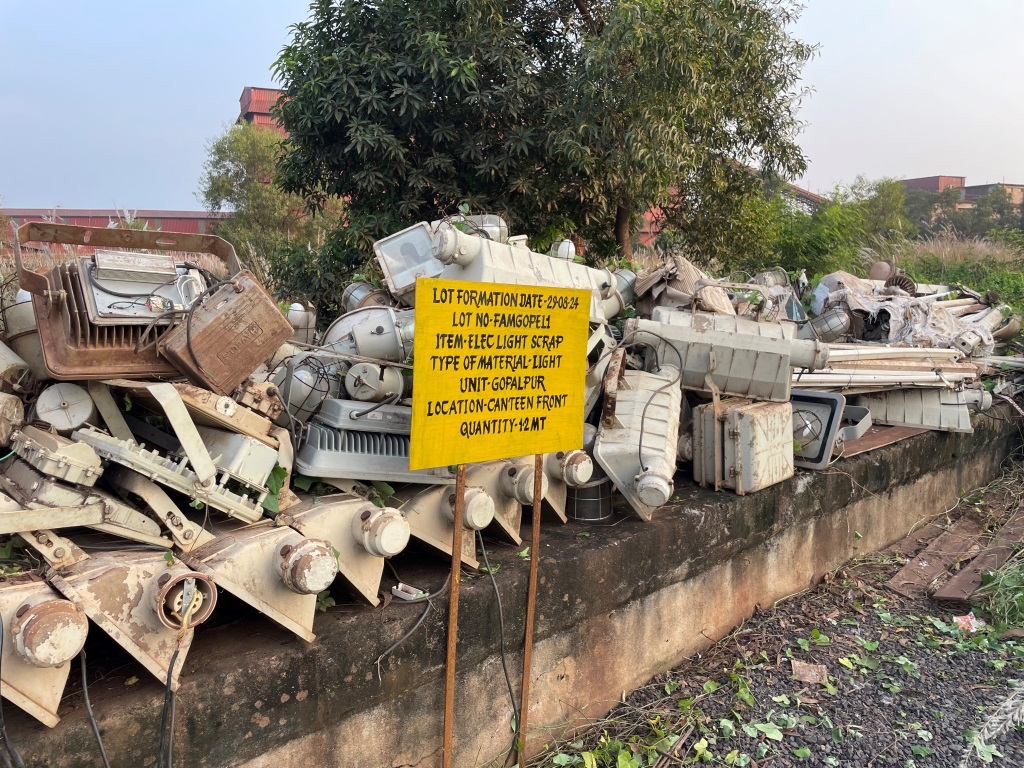 LOT FORMATION DATE-29-08-24
LOT NO-FAMGOPEL1
ITEM-ELEC LIGHT SCRAP
TYPE OF MATERIAL-LIGHT
UNIT-GOPALPUR
LOCATION-CANTEEN FRONT
QUANTITY-12 MT